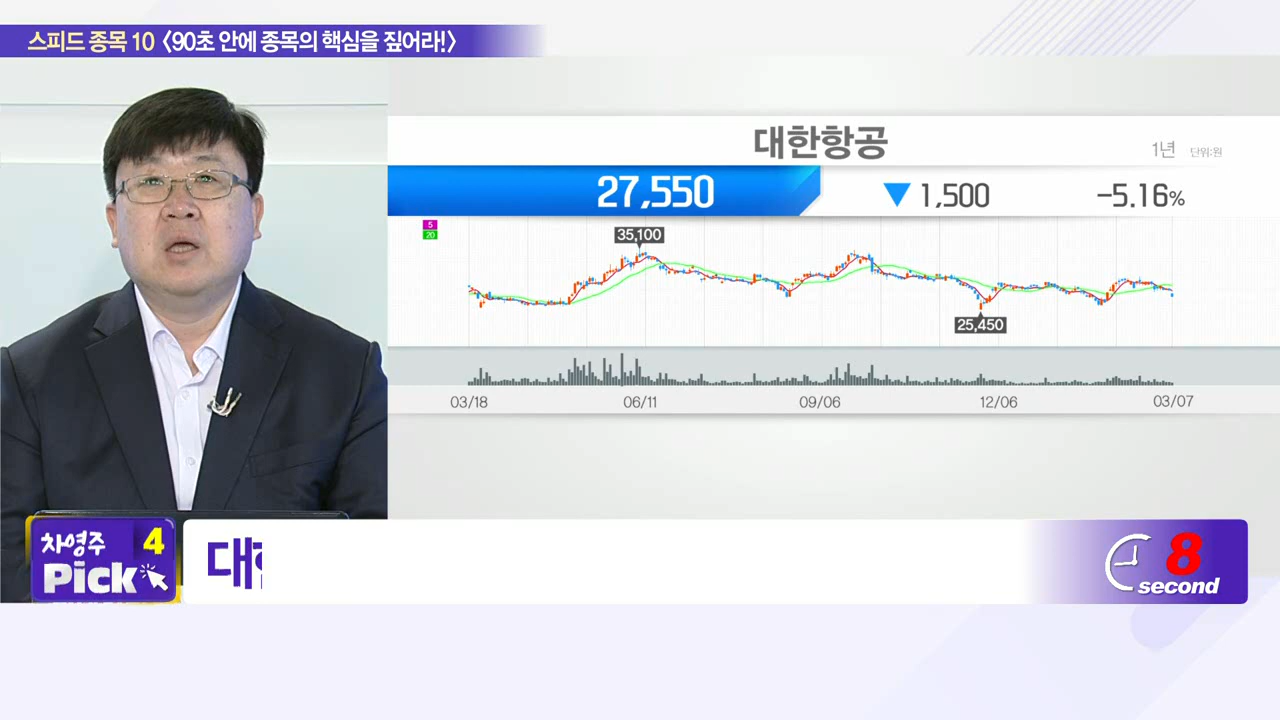 스피드 종목 10 <90초 안에 종목의 핵심을 짚어라!>
대한항공
1년 단위:원
27,550 ▼ 1,500 -5.16%
5
20
35,100
25,450
03/18 06/11 09/06 12/06 03/07
차영주 4
Pick
대
8
second